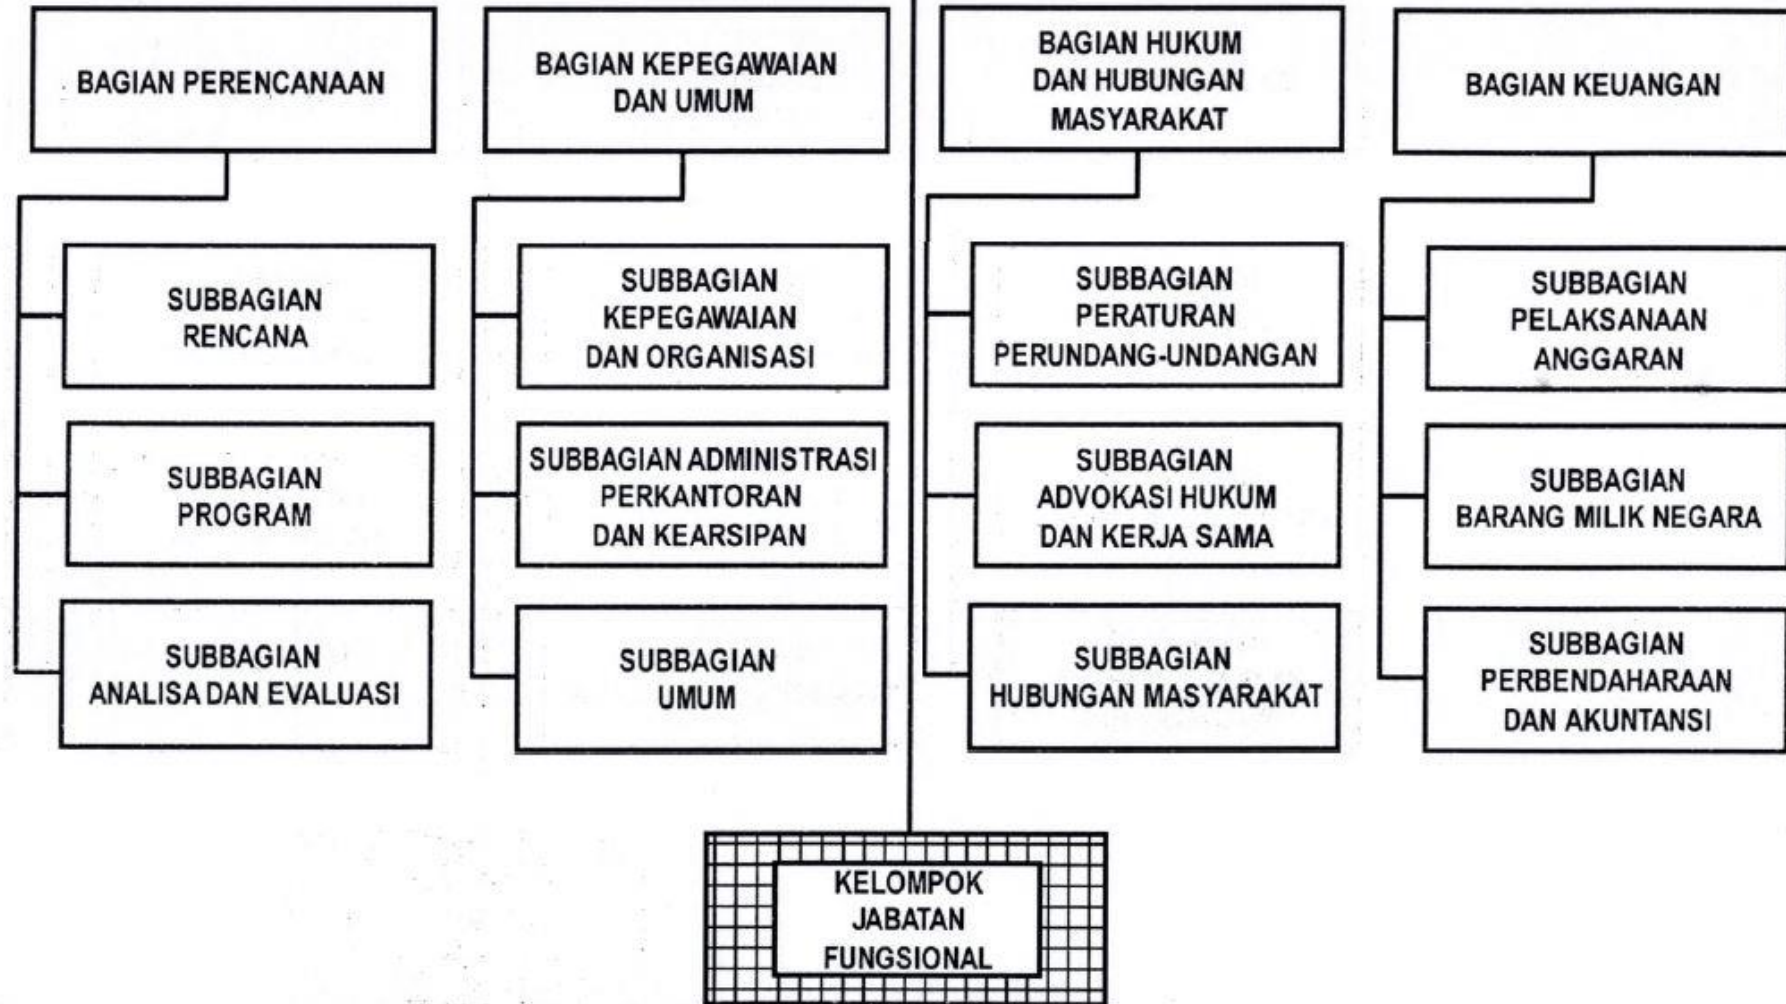 BAGIAN PERENCANAAN
BAGIAN KEPEGAWAIAN
DAN UMUM
BAGIAN HUKUM
DAN HUBUNGAN
MASYARAKAT
BAGIAN KEUANGAN
SUBBAGIAN
RENCANA
SUBBAGIAN
KEPEGAWAIAN
DAN ORGANISASI
SUBBAGIAN
PERATURAN
PERUNDANG-UNDANGAN
SUBBAGIAN
PELAKSANAAN
ANGGARAN
SUBBAGIAN
PROGRAM
SUBBAGIAN ADMINISTRASI
PERKANTORAN
DAN KEARSIPAN
SUBBAGIAN
ADVOKASI HUKUM
DAN KERJA SAMA
SUBBAGIAN
BARANG MILIK NEGARA
SUBBAGIAN
ANALISA DAN EVALUASI
SUBBAGIAN
UMUM
SUBBAGIAN
HUBUNGAN MASYARAKAT
SUBBAGIAN
PERBENDAHARAAN
DAN AKUNTANSI
KELOMPOK
JABATAN
FUNGSIONAL